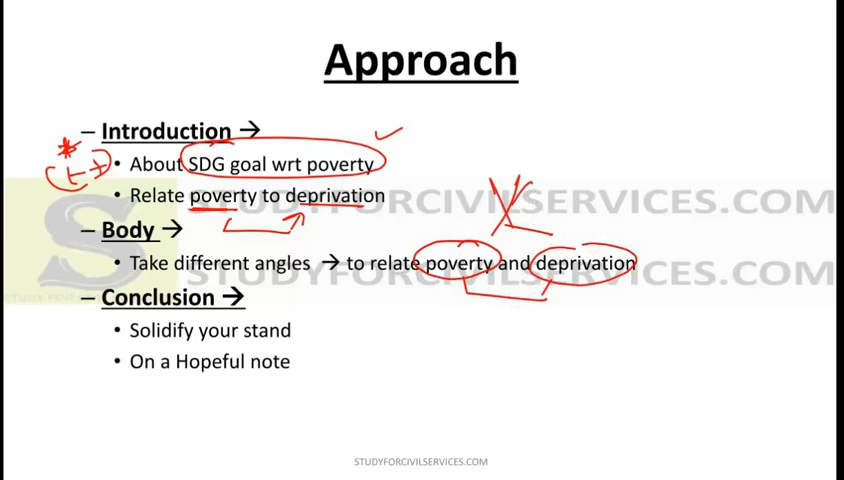 Approach
– Introduction →
• About SDG goal wrt poverty
• Relate poverty to deprivation
STUDYFORCIVILSERVICES.COM
– Body →
• Take different angles → to relate poverty and deprivation
STUDYFORCIVILSERVICES.COM
– Conclusion →
• Solidify your stand
• On a Hopeful note
STUDYFORCIVILSERVICES.COM